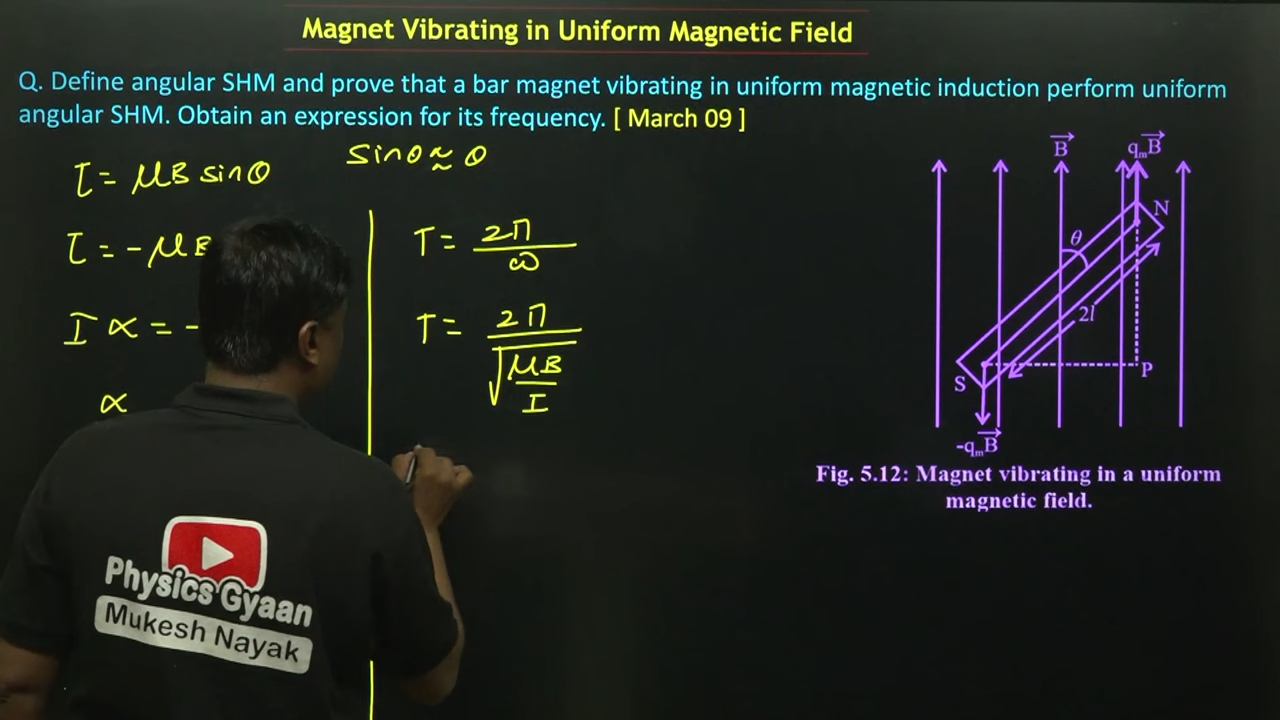 Magnet Vibrating in Uniform Magnetic Field
Q. Define angular SHM and prove that a bar magnet vibrating in uniform magnetic induction perform uniform
angular SHM. Obtain an expression for its frequency. [ March 09 ]
τ = μB sinθ
sinθ ≈ θ
τ = -μB
Iα = -
α
T = 2π / ω
T = 2π / √(μB / I)
B
qₘB
N
θ
2l
S
P
-qₘB
Fig. 5.12: Magnet vibrating in a uniform
magnetic field.
Physics Gyaan
Mukesh Nayak